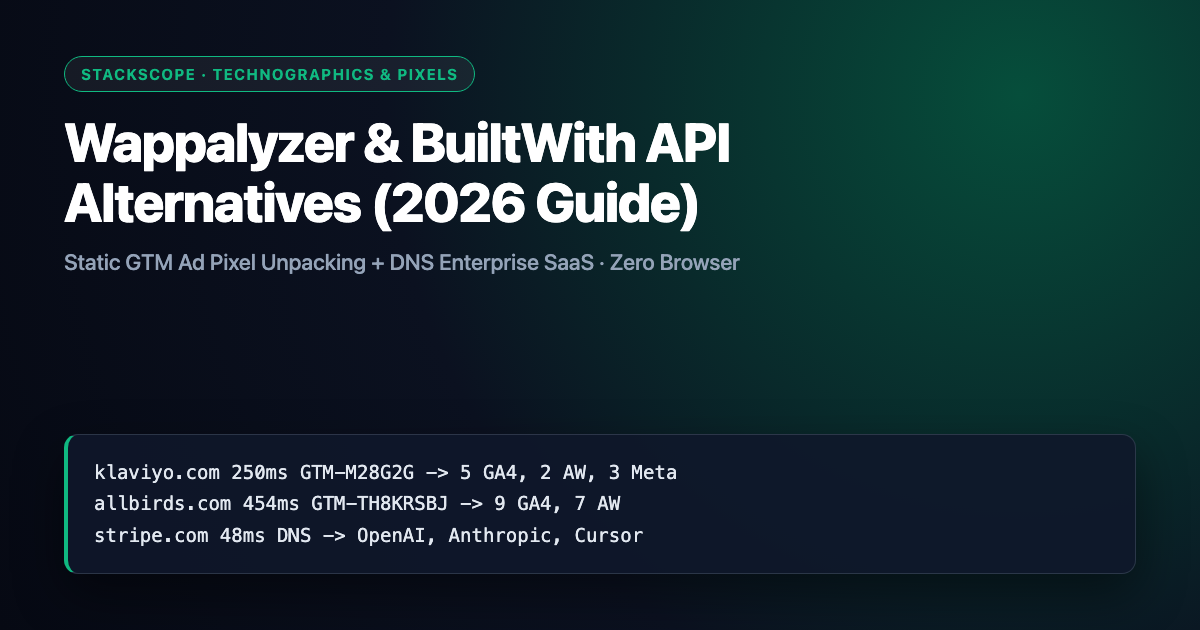 STACKSCOPE · TECHNOGRAPHICS & PIXELS
Wappalyzer & BuiltWith API
Alternatives (2026 Guide)
Static GTM Ad Pixel Unpacking + DNS Enterprise SaaS · Zero Browser
klaviyo.com 250ms GTM-M28G2G -> 5 GA4, 2 AW, 3 Meta
allbirds.com 454ms GTM-TH8KRSBJ -> 9 GA4, 7 AW
stripe.com 48ms DNS -> OpenAI, Anthropic, Cursor